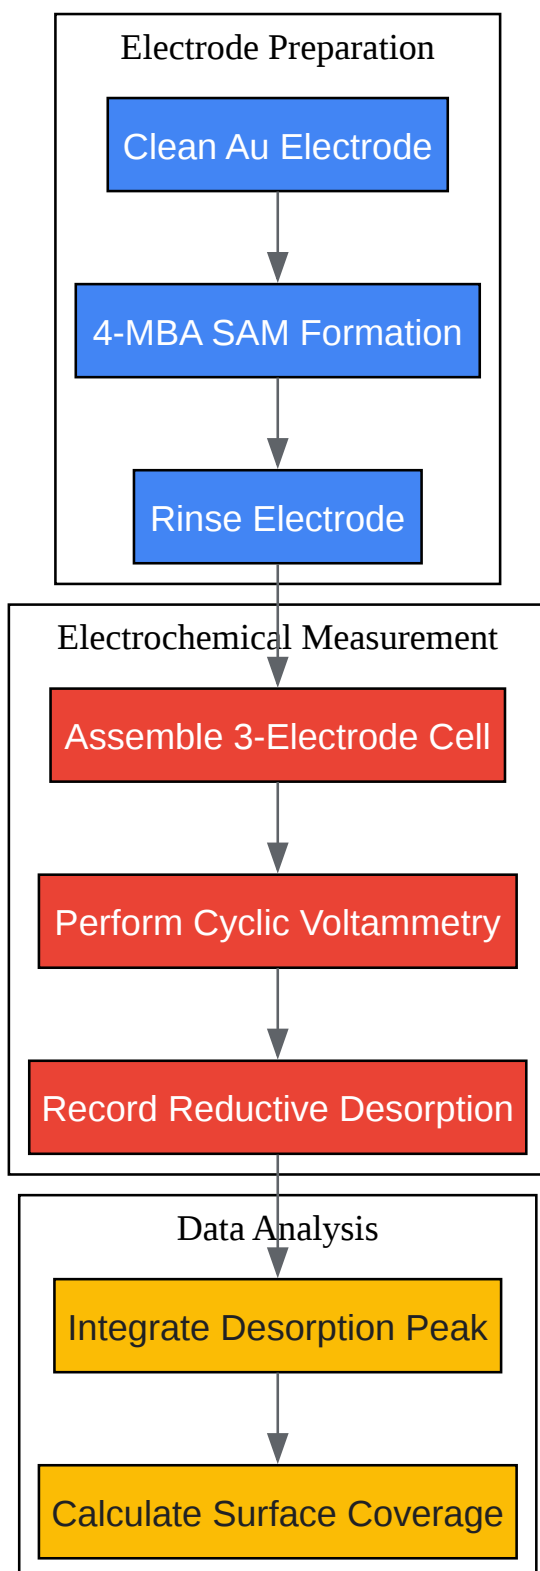 Electrode Preparation
Clean Au Electrode
4-MBA SAM Formation
Rinse Electrode
Electrochemical Measurement
Assemble 3-Electrode Cell
Perform Cyclic Voltammetry
Record Reductive Desorption
Data Analysis
Integrate Desorption Peak
Calculate Surface Coverage